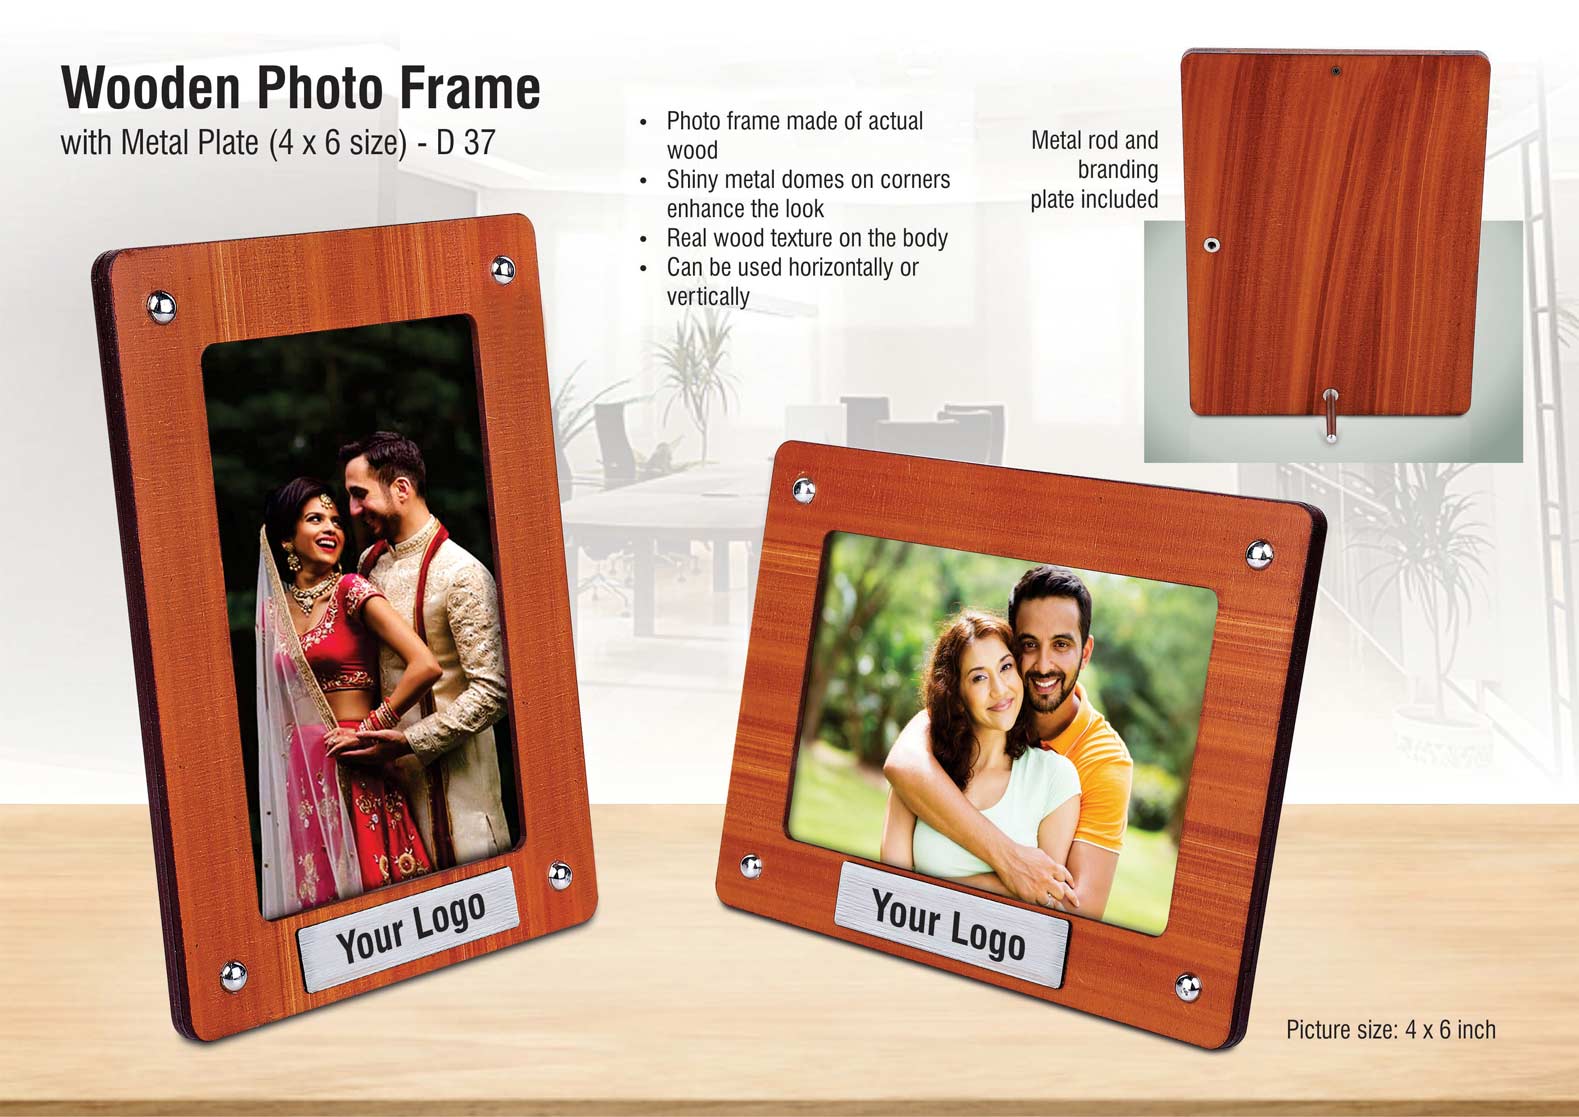 Wooden Photo Frame
with Metal Plate (4 x 6 size) - D 37
• Photo frame made of actual
wood
• Shiny metal domes on corners
enhance the look
• Real wood texture on the body
• Can be used horizontally or
vertically
Metal rod and
branding
plate included
Your Logo
Your Logo
Picture size: 4 x 6 inch